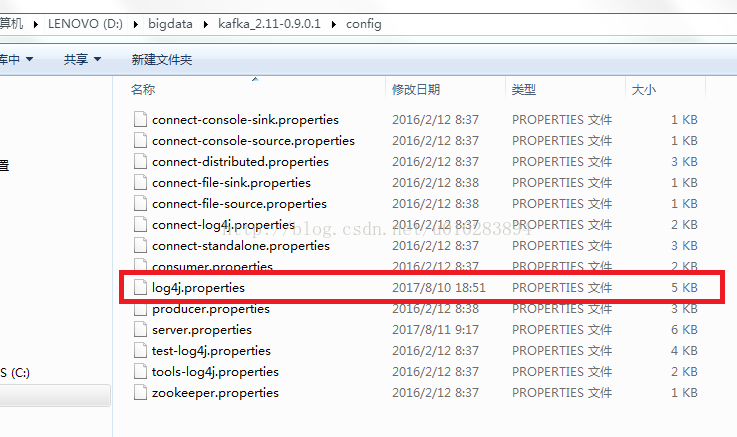 算机 ▸ LENOVO (D:) ▸ bigdata ▸ kafka_2.11-0.9.0.1 ▸ config
库中 ▼ 共享 ▼ 新建文件夹
名称 修改日期 类型 大小
connect-console-sink.properties 2016/2/12 8:37 PROPERTIES 文件 1 KB
connect-console-source.properties 2016/2/12 8:37 PROPERTIES 文件 1 KB
connect-distributed.properties 2016/2/12 8:37 PROPERTIES 文件 3 KB
置
connect-file-sink.properties 2016/2/12 8:38 PROPERTIES 文件 1 KB
connect-file-source.properties 2016/2/12 8:38 PROPERTIES 文件 1 KB
connect-log4j.properties 2016/2/12 8:37 PROPERTIES 文件 2 KB
http://blog.csdn.net/u010283894
connect-standalone.properties 2016/2/12 8:37 PROPERTIES 文件 3 KB
consumer.properties 2016/2/12 8:37 PROPERTIES 文件 2 KB
log4j.properties 2017/8/10 18:51 PROPERTIES 文件 5 KB
producer.properties 2016/2/12 8:38 PROPERTIES 文件 3 KB
server.properties 2017/8/11 9:17 PROPERTIES 文件 6 KB
test-log4j.properties 2016/2/12 8:37 PROPERTIES 文件 4 KB
S (C:)
tools-log4j.properties 2016/2/12 8:37 PROPERTIES 文件 2 KB
zookeeper.properties 2016/2/12 8:37 PROPERTIES 文件 1 KB